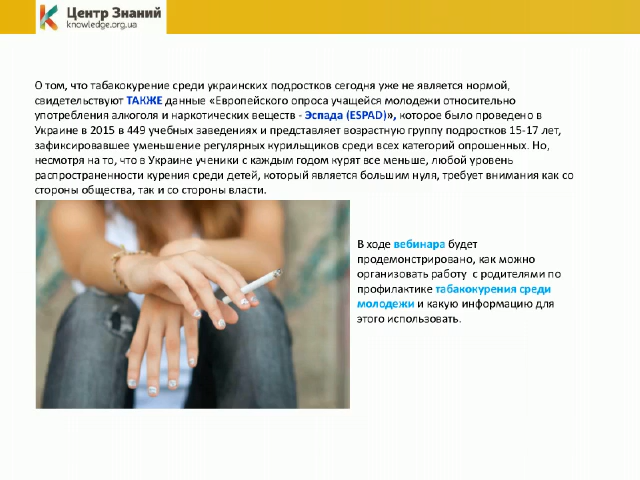 Центр Знаний
knowledge.org.ua
О том, что табакокурение среди украинских подростков сегодня уже не является нормой,
свидетельствуют ТАКЖЕ данные «Европейского опроса учащейся молодежи относительно
употребления алкоголя и наркотических веществ - Эспада (ESPAD)», которое было проведено в
Украине в 2015 в 449 учебных заведениях и представляет возрастную группу подростков 15-17 лет,
зафиксировавшее уменьшение регулярных курильщиков среди всех категорий опрошенных. Но,
несмотря на то, что в Украине ученики с каждым годом курят все меньше, любой уровень
распространенности курения среди детей, который является большим нуля, требует внимания как со
стороны общества, так и со стороны власти.
В ходе вебинара будет
продемонстрировано, как можно
организовать работу с родителями по
профилактике табакокурения среди
молодежи и какую информацию для
этого использовать.